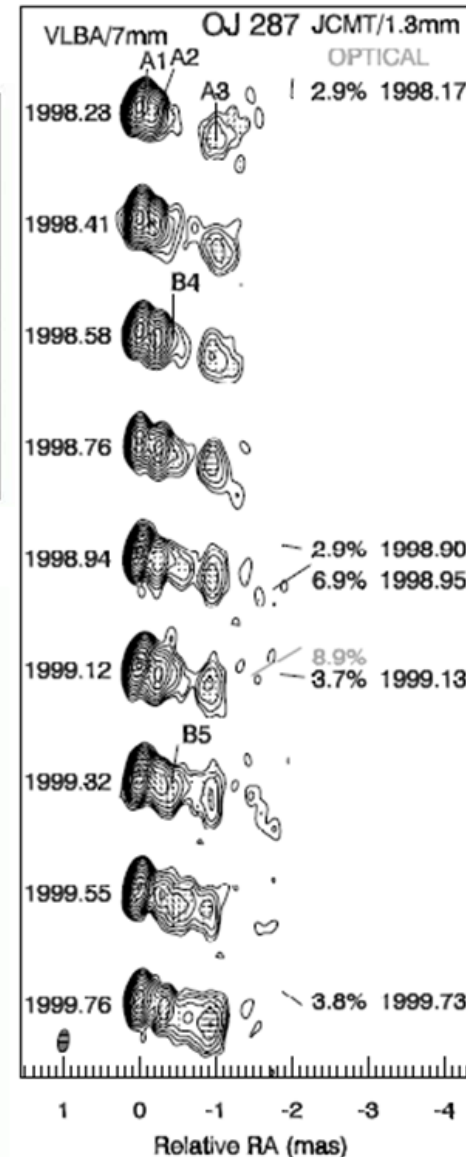 VLBA/7mm OJ 287 JCMT/1.3mm
OPTICAL
A1 A2
A3
2.9% 1998.17
1998.23
1998.41
B4
1998.58
1998.76
1998.94
2.9% 1998.90
6.9% 1998.95
8.9%
1999.12
3.7% 1999.13
B5
1999.32
1999.55
1999.76
3.8% 1999.73
1 0 -1 -2 -3 -4
Relative RA (mas)